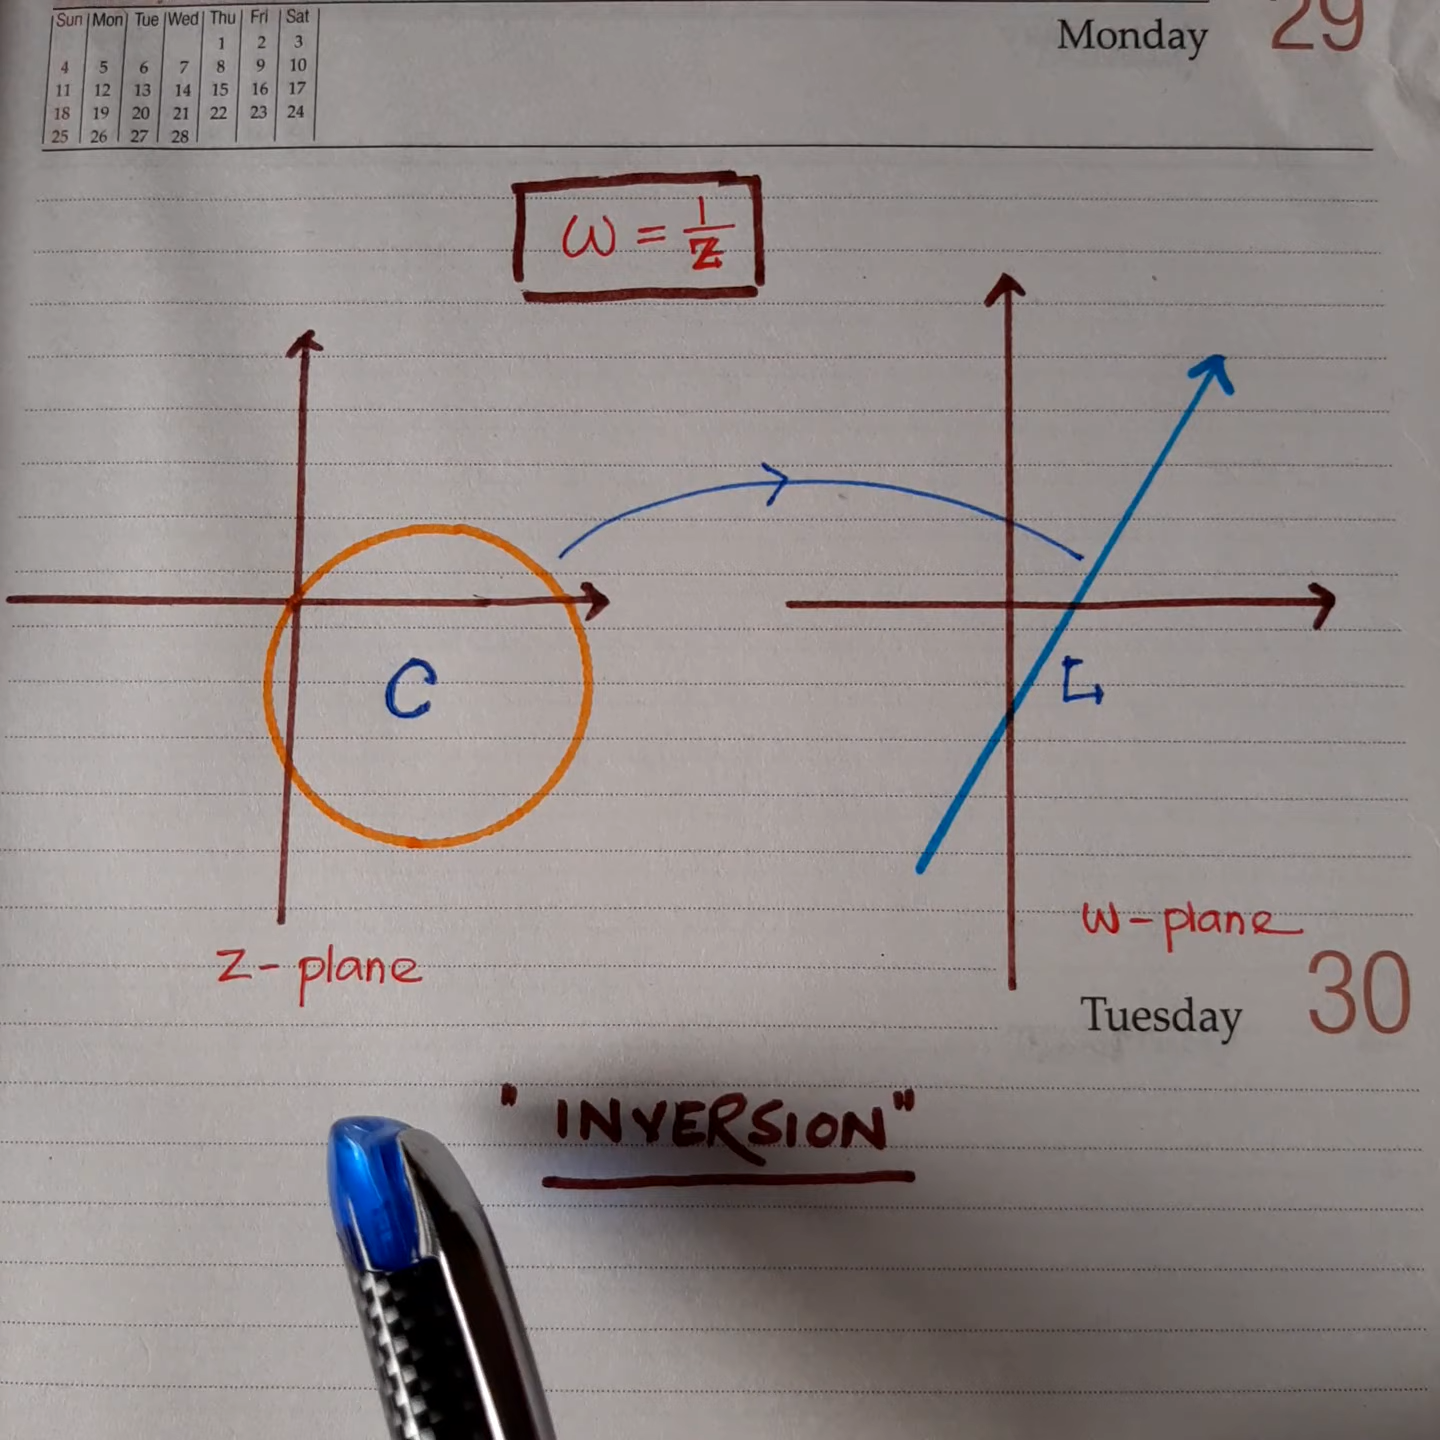 Sun Mon Tue Wed Thu Fri Sat
1 2 3
4 5 6 7 8 9 10
11 12 13 14 15 16 17
18 19 20 21 22 23 24
25 26 27 28
Monday 29
ω = 1/z
C
L
z-plane
w-plane
Tuesday 30
"INVERSION"